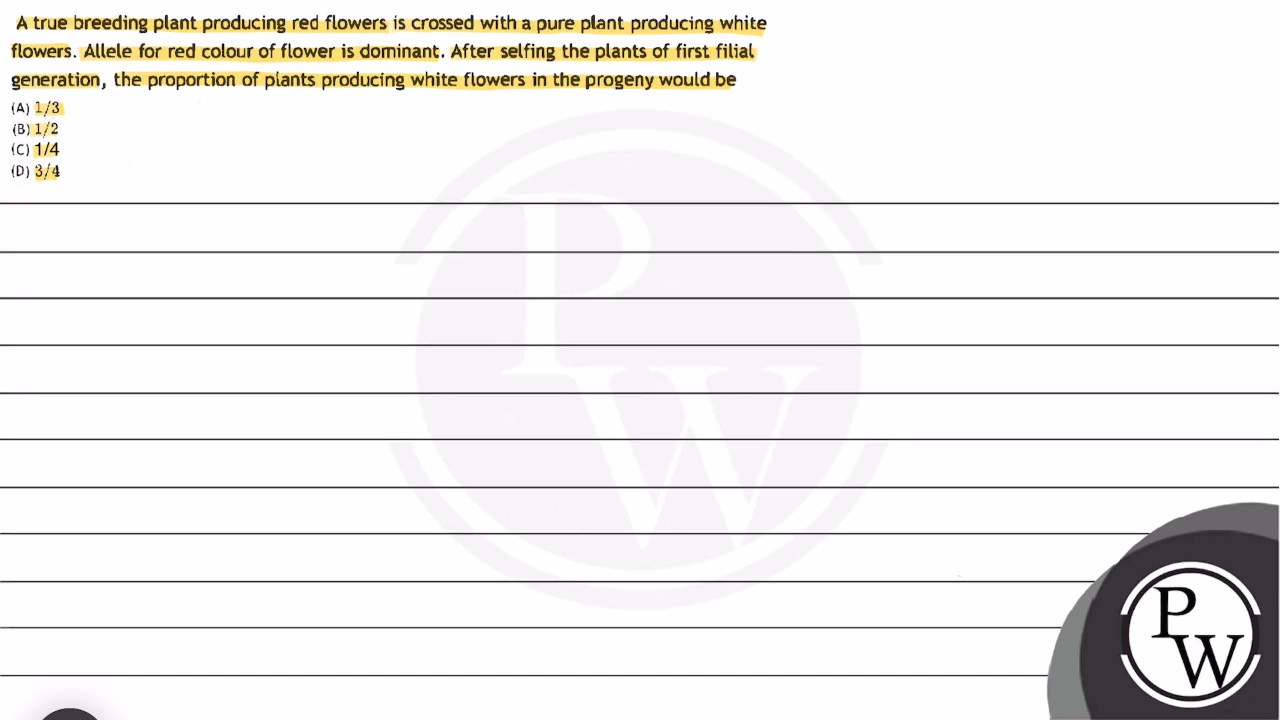 A true breeding plant producing red flowers is crossed with a pure plant producing white
flowers. Allele for red colour of flower is dominant. After selfing the plants of first filial
generation, the proportion of plants producing white flowers in the progeny would be
(A) 1/3
(B) 1/2
(C) 1/4
(D) 3/4
P
W
P
W